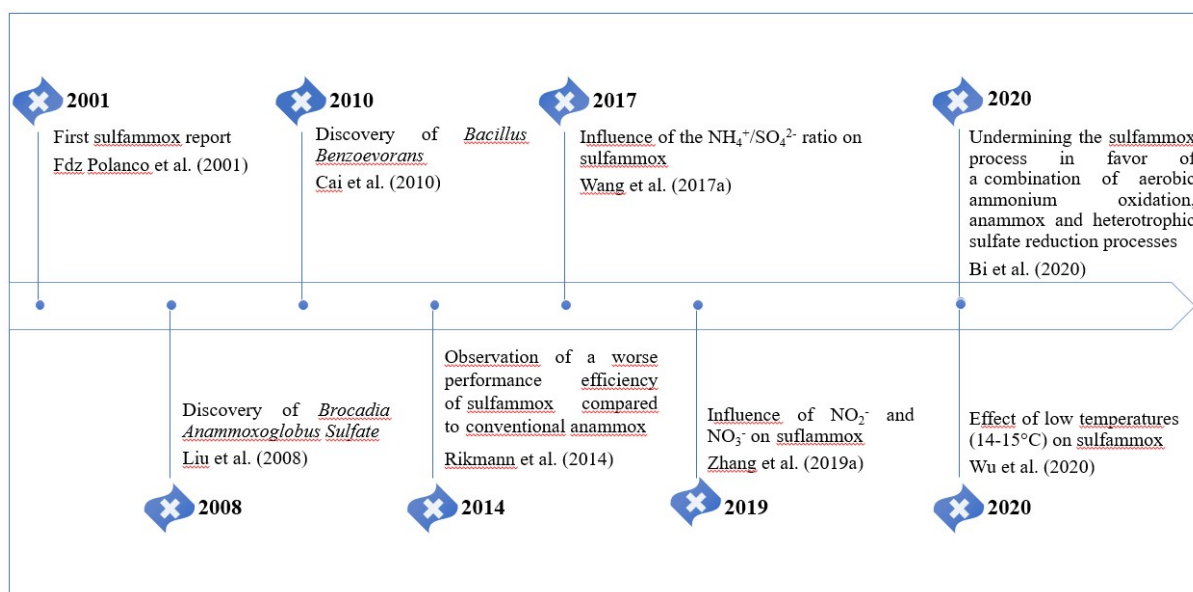 2001
First sulfammox report
Fdz Polanco et al. (2001)
2010
Discovery of Bacillus
Benzoevorans
Cai et al. (2010)
2017
Influence of the NH₄⁺/SO₄²⁻ ratio on
sulfammox
Wang et al. (2017a)
2020
Undermining the sulfammox
process in favor of
a combination of aerobic
ammonium oxidation,
anammox and heterotrophic
sulfate reduction processes
Bi et al. (2020)
Discovery of Brocadia
Anammoxoglobus Sulfate
Liu et al. (2008)
2008
Observation of a worse
performance efficiency
of sulfammox compared
to conventional anammox
Rikmann et al. (2014)
2014
Influence of NO₂⁻ and
NO₃⁻ on suflammox
Zhang et al. (2019a)
2019
Effect of low temperatures
(14-15°C) on sulfammox
Wu et al. (2020)
2020